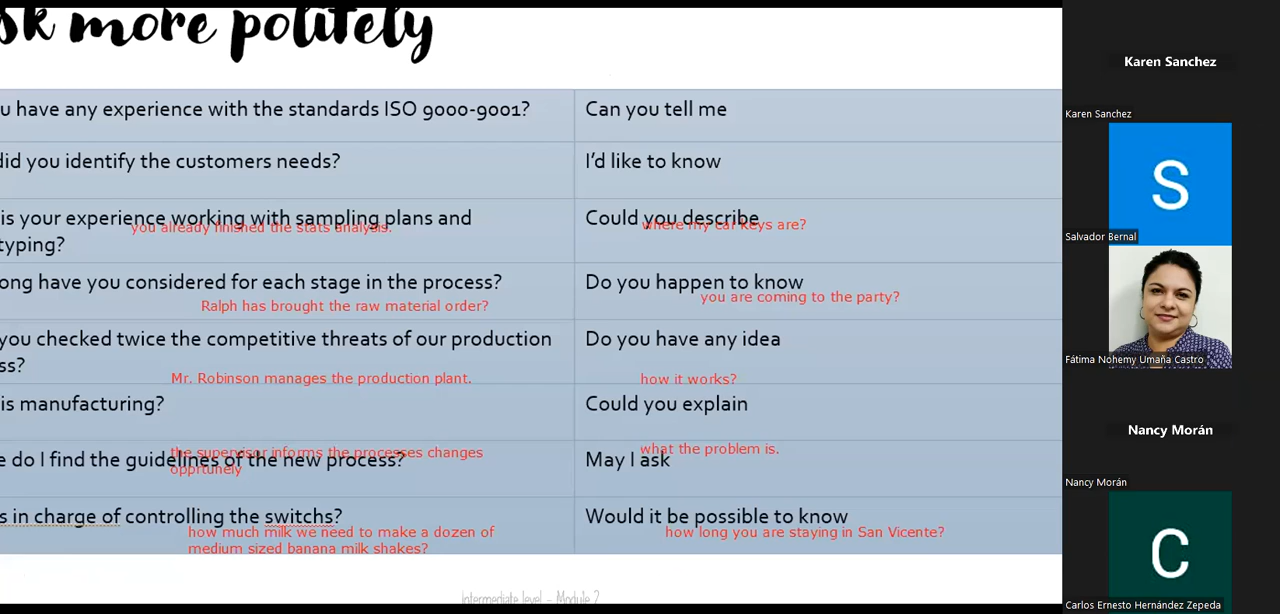 sk more politely
u have any experience with the standards ISO 9000-9001?
Can you tell me
did you identify the customers needs?
I'd like to know
is your experience working with sampling plans and
typing?
you already finished the stats analysis.
Could you describe
where my car keys are?
ong have you considered for each stage in the process?
Ralph has brought the raw material order?
Do you happen to know
you are coming to the party?
you checked twice the competitive threats of our production
ss?
Mr. Robinson manages the production plant.
Do you have any idea
how it works?
is manufacturing?
Could you explain
e do I find the guidelines of the new process?
the supervisor informs the processes changes
opprtunely
May I ask
what the problem is.
s in charge of controlling the switchs?
how much milk we need to make a dozen of
medium sized banana milk shakes?
Would it be possible to know
how long you are staying in San Vicente?
Intermediate level - Module 2
Karen Sanchez
Karen Sanchez
S
Salvador Bernal
Fátima Nohemy Umaña Castro
Nancy Morán
Nancy Morán
C
Carlos Ernesto Hernández Zepeda